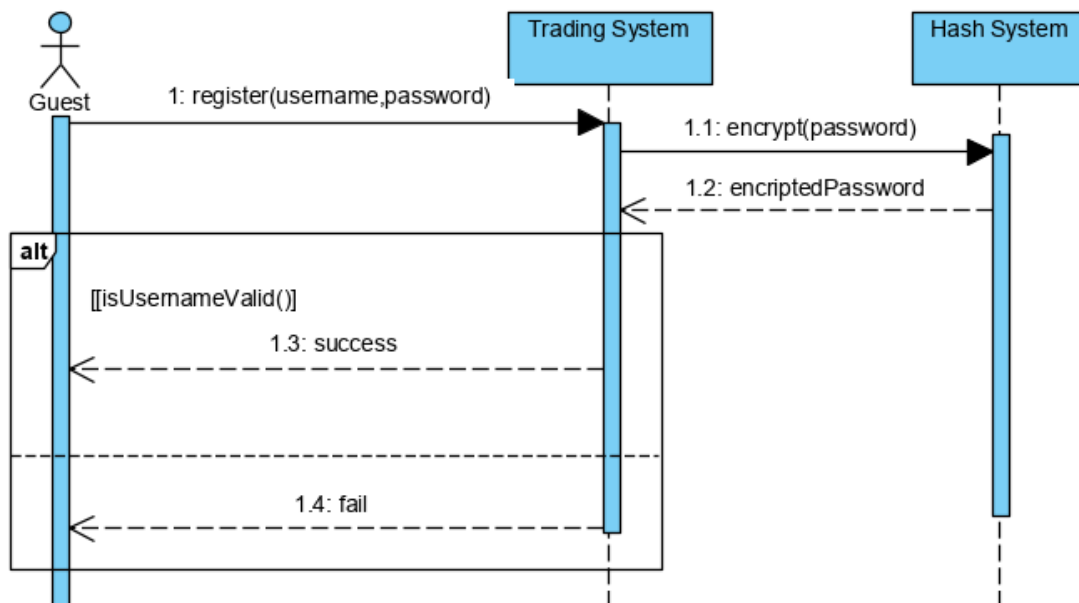 Trading System
Hash System
Guest
1: register(username,password)
1.1: encrypt(password)
1.2: encriptedPassword
alt
[[isUsernameValid()]
1.3: success
1.4: fail